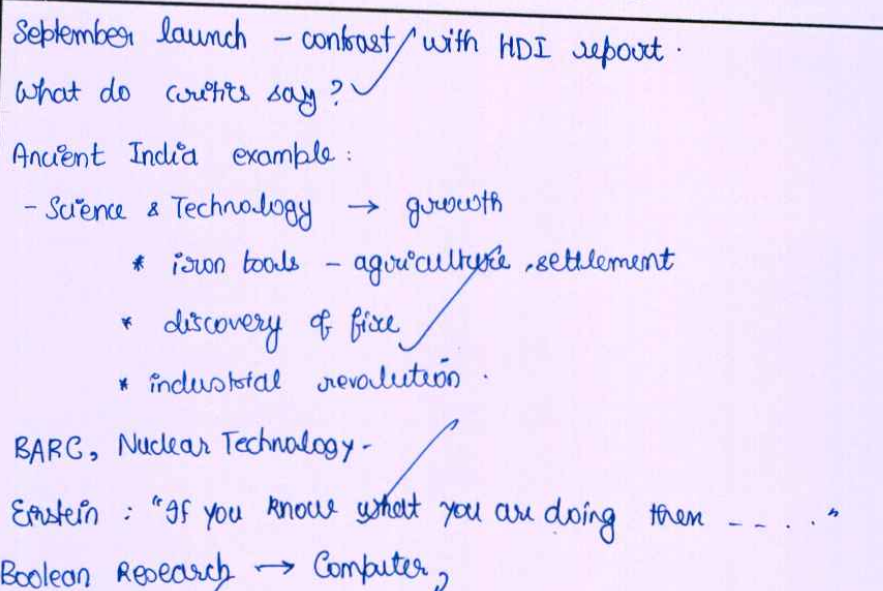 September launch - contrast with HDI report.
What do critics say?
Ancient India example:
- Science & Technology → growth
* iron tools - agriculture, settlement
* discovery of fire
* industrial revolution.
BARC, Nuclear Technology-
Einstein: "If you know what you are doing then --..."
Boolean Research → Computer,